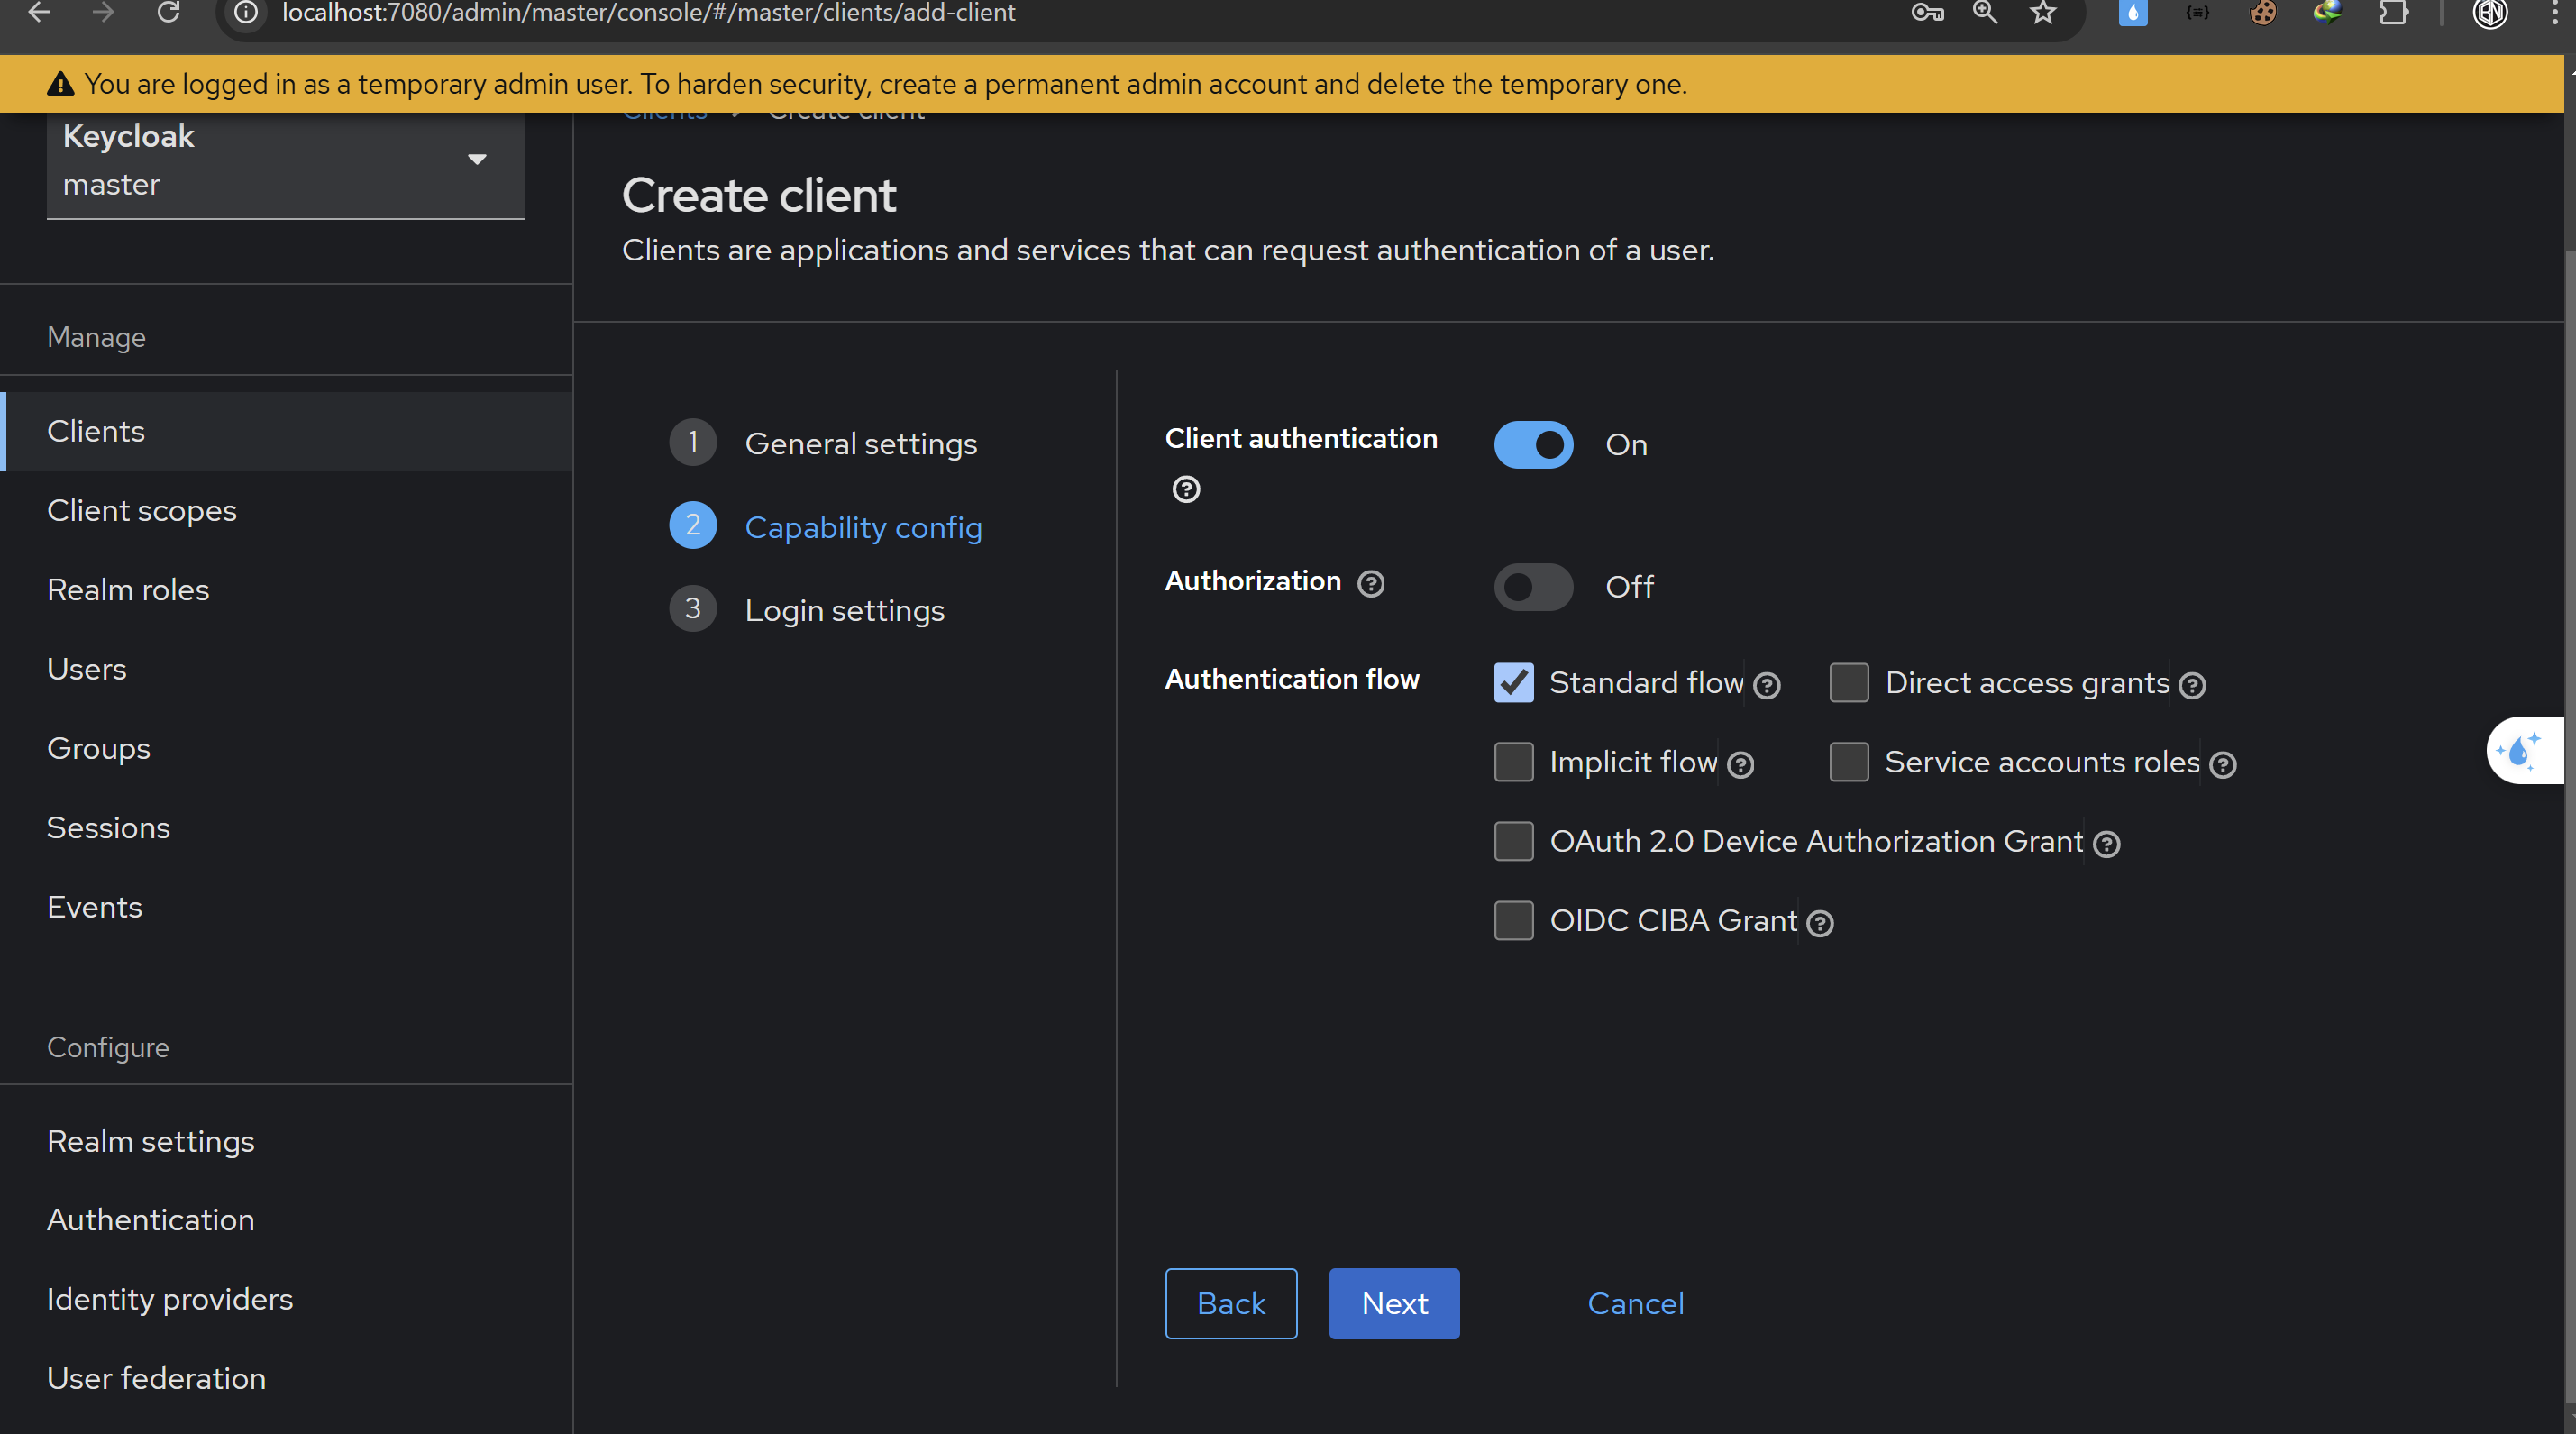 localhost:7080/admin/master/console/#/master/clients/add-client
You are logged in as a temporary admin user. To harden security, create a permanent admin account and delete the temporary one.
Clients > Create client
Keycloak
master
Create client
Clients are applications and services that can request authentication of a user.
Manage
Clients
Client scopes
Realm roles
Users
Groups
Sessions
Events
Configure
Realm settings
Authentication
Identity providers
User federation
1 General settings
2 Capability config
3 Login settings
Client authentication
On
Authorization
Off
Authentication flow
Standard flow
Direct access grants
Implicit flow
Service accounts roles
OAuth 2.0 Device Authorization Grant
OIDC CIBA Grant
Back
Next
Cancel